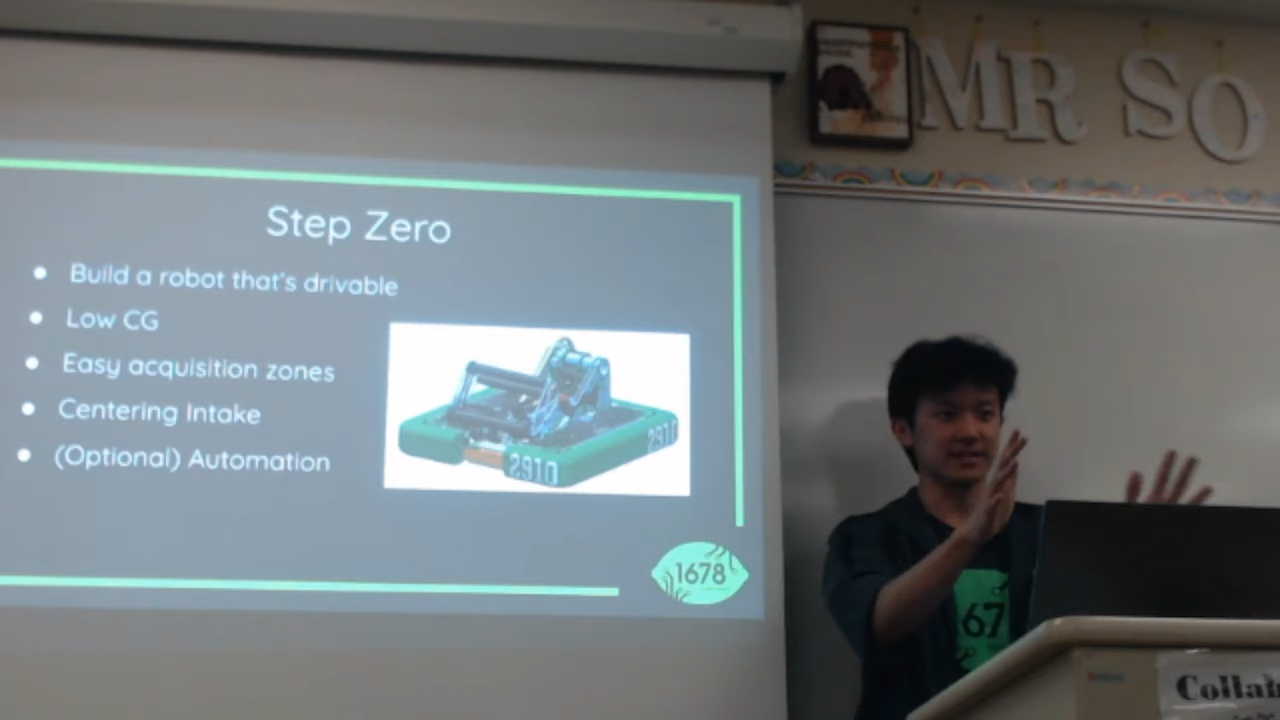 MR SO
Step Zero
• Build a robot that's drivable
• Low CG
• Easy acquisition zones
• Centering Intake
• (Optional) Automation
2910
2910
1678
67
Collab